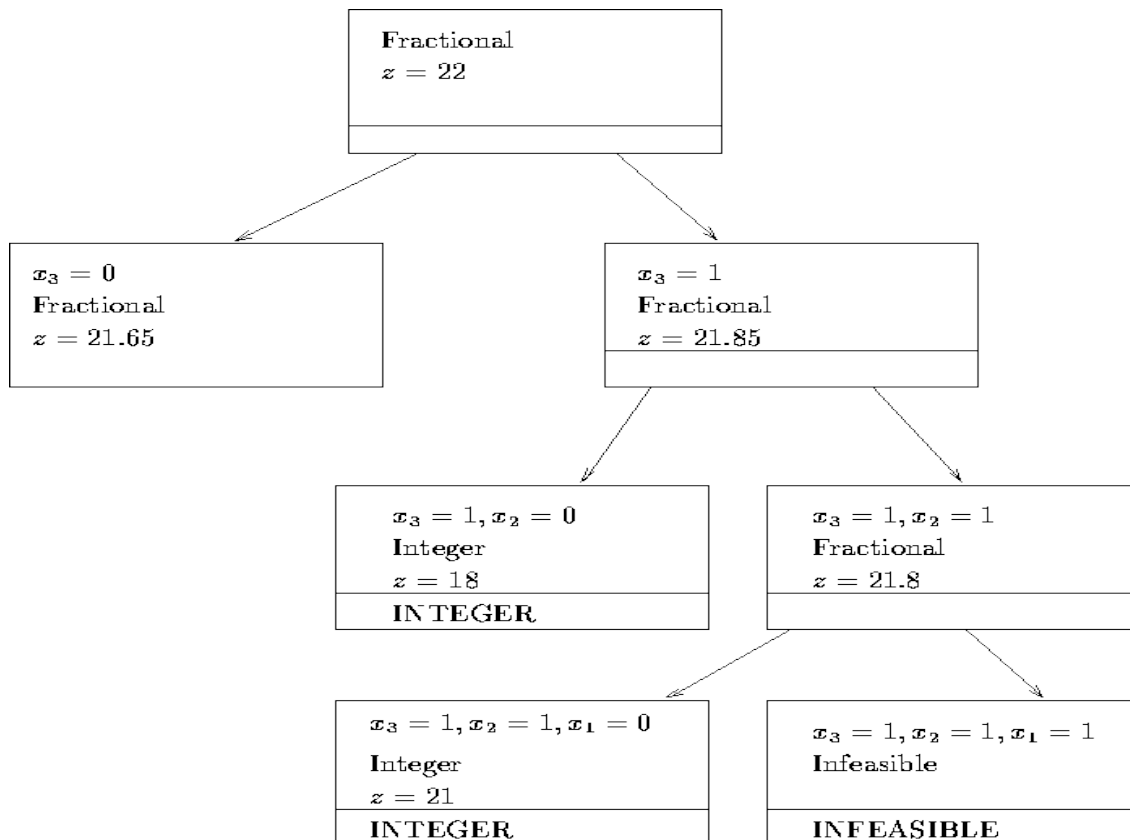 Fractional
z = 22
x₃ = 0
Fractional
z = 21.65
x₃ = 1
Fractional
z = 21.85
x₃ = 1, x₂ = 0
Integer
z = 18
INTEGER
x₃ = 1, x₂ = 1
Fractional
z = 21.8
x₃ = 1, x₂ = 1, x₁ = 0
Integer
z = 21
INTEGER
x₃ = 1, x₂ = 1, x₁ = 1
Infeasible
INFEASIBLE